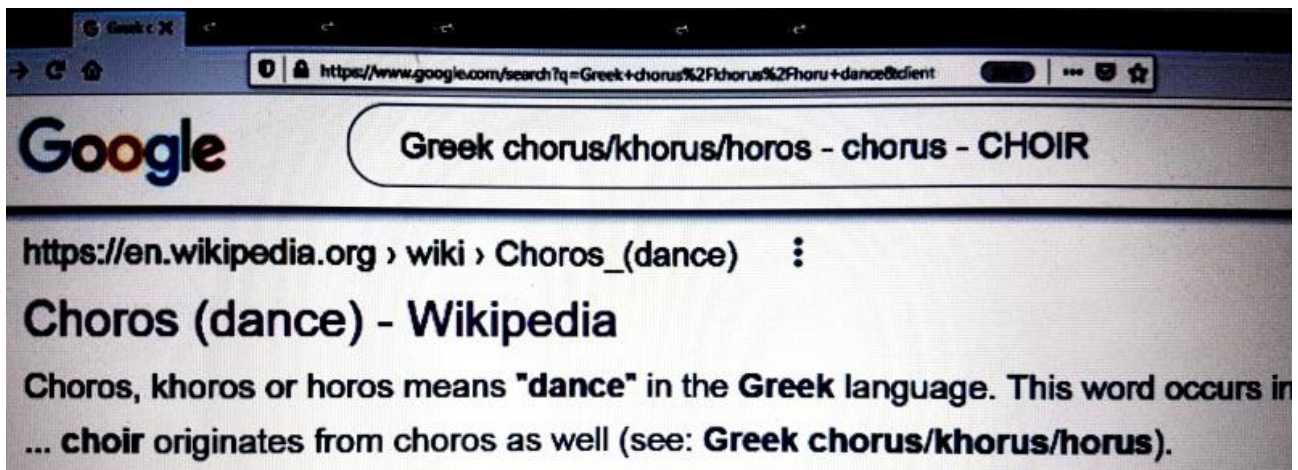 G Greek c
https://www.google.com/search?q=Greek+chorus%2Fkhorus%2Fhoru+dance&client
Google
Greek chorus/khorus/horos - chorus - CHOIR
https://en.wikipedia.org › wiki › Choros_(dance)
Choros (dance) - Wikipedia
Choros, khoros or horos means "dance" in the Greek language. This word occurs in
... choir originates from choros as well (see: Greek chorus/khorus/horus).